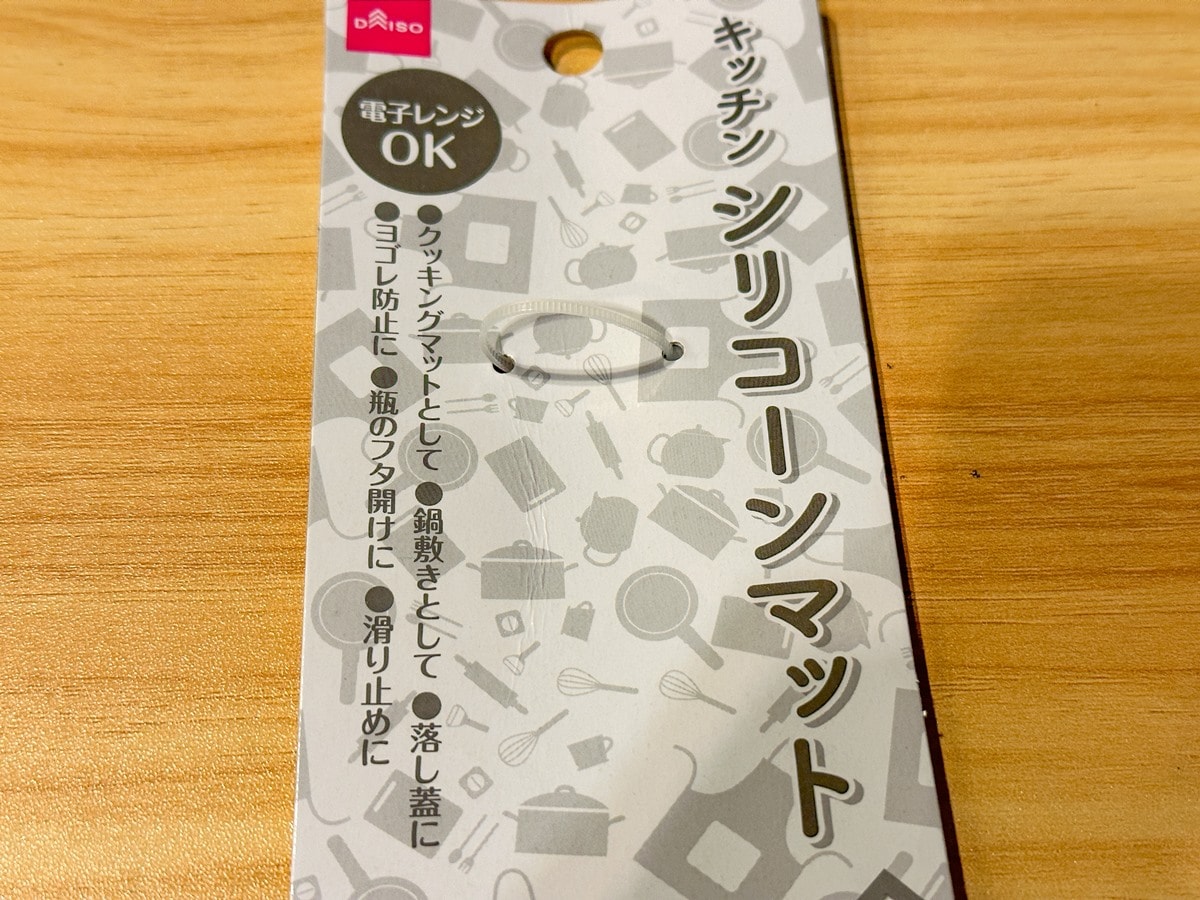 DAISO
電子レンジ
OK
キッチン
シリコーンマット
●クッキングマットとして ●鍋敷きとして ●落し蓋に
●ヨゴレ防止に ●瓶のフタ開けに ●滑り止めに